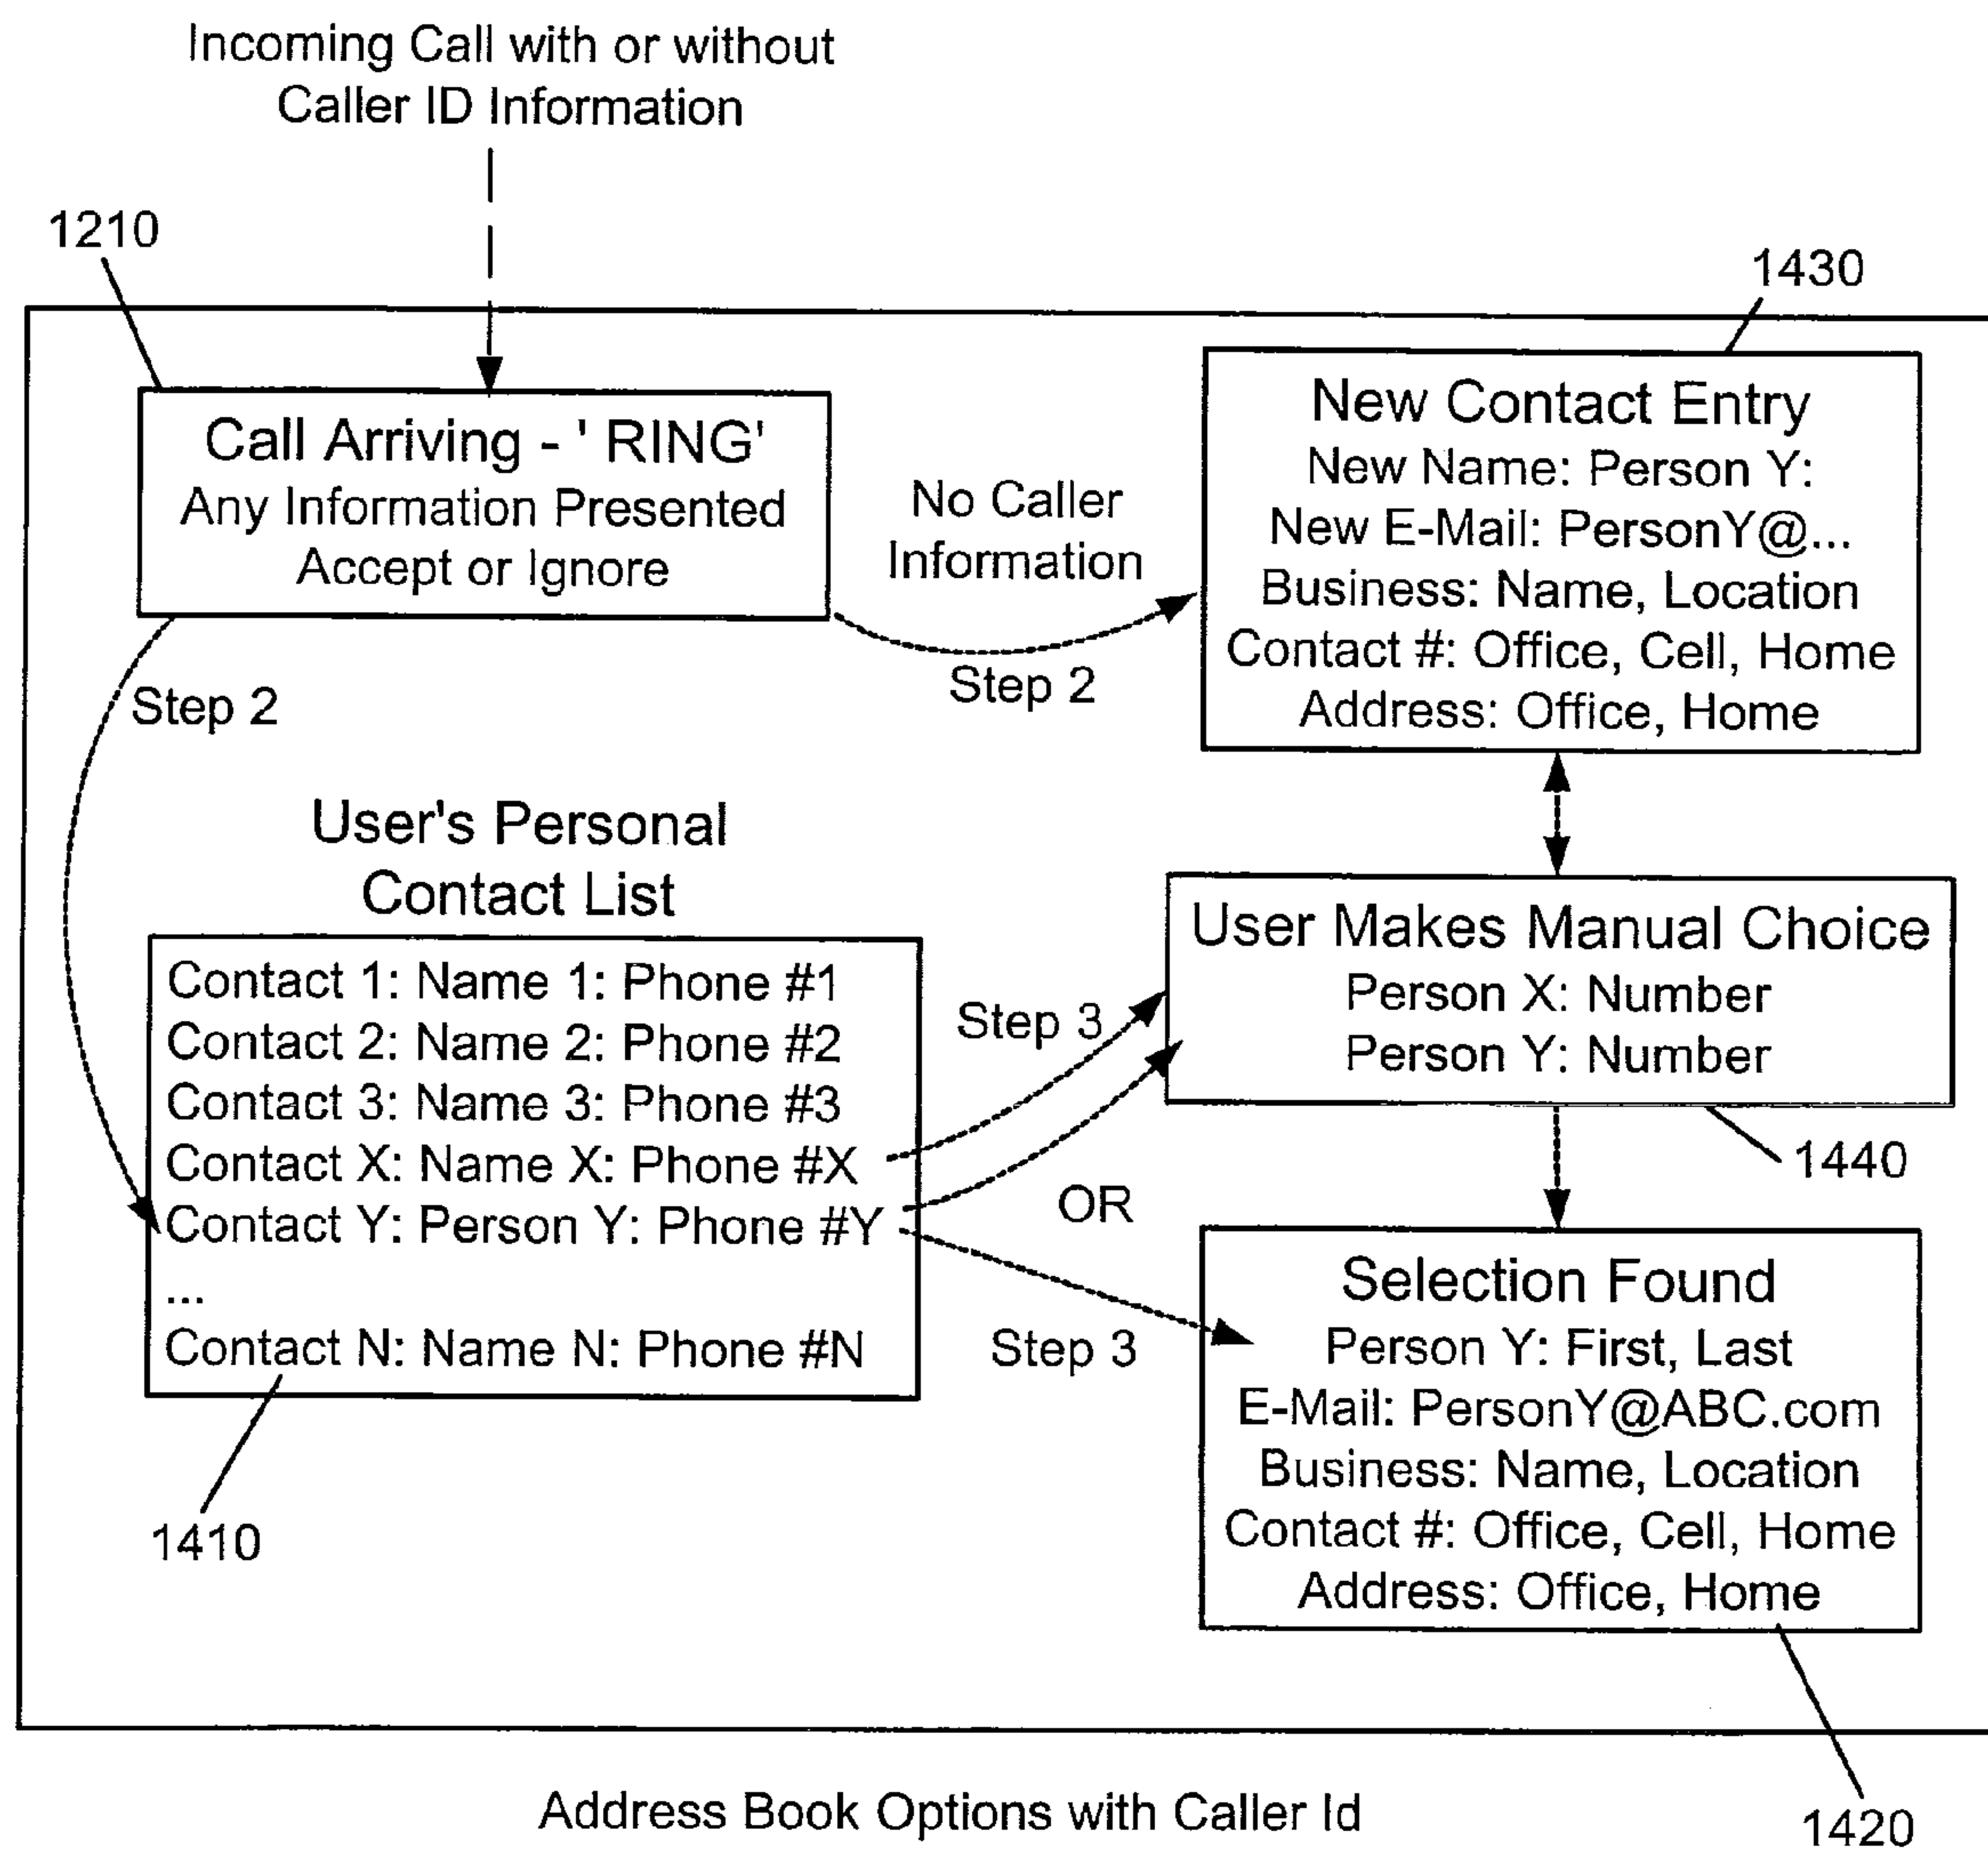 Incoming Call with or without
Caller ID Information
1210
1430
Call Arriving - ' RING'
Any Information Presented
Accept or Ignore
No Caller
Information
Step 2
New Contact Entry
New Name: Person Y:
New E-Mail: PersonY@...
Business: Name, Location
Contact #: Office, Cell, Home
Address: Office, Home
Step 2
User's Personal
Contact List
Contact 1: Name 1: Phone #1
Contact 2: Name 2: Phone #2
Contact 3: Name 3: Phone #3
Contact X: Name X: Phone #X
Contact Y: Person Y: Phone #Y
...
Contact N: Name N: Phone #N
1410
Step 3
OR
Step 3
User Makes Manual Choice
Person X: Number
Person Y: Number
1440
Selection Found
Person Y: First, Last
E-Mail: PersonY@ABC.com
Business: Name, Location
Contact #: Office, Cell, Home
Address: Office, Home
1420
Address Book Options with Caller Id